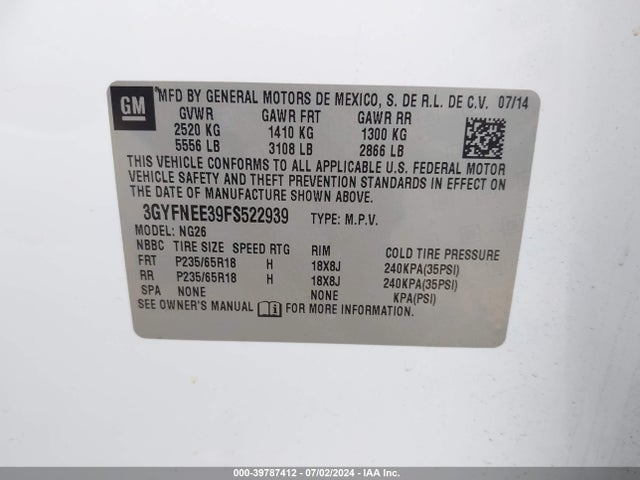 GM *MFD BY GENERAL MOTORS DE MEXICO, S. DE R.L. DE C.V. 07/14
GVWR GAWR FRT GAWR RR
2520 KG 1410 KG 1300 KG
5556 LB 3108 LB 2866 LB
THIS VEHICLE CONFORMS TO ALL APPLICABLE U.S. FEDERAL MOTOR
VEHICLE SAFETY AND THEFT PREVENTION STANDARDS IN EFFECT ON
THE DATE OF MANUFACTURE SHOWN ABOVE.
3GYFNEE39FS522939 TYPE: M.P.V.
MODEL: NG26
NBBC TIRE SIZE SPEED RTG RIM COLD TIRE PRESSURE
FRT P235/65R18 H 18X8J 240KPA(35PSI)
RR P235/65R18 H 18X8J 240KPA(35PSI)
SPA NONE NONE KPA(PSI)
SEE OWNER'S MANUAL i FOR MORE INFORMATION.
000-39787412 - 07/02/2024 - IAA Inc.